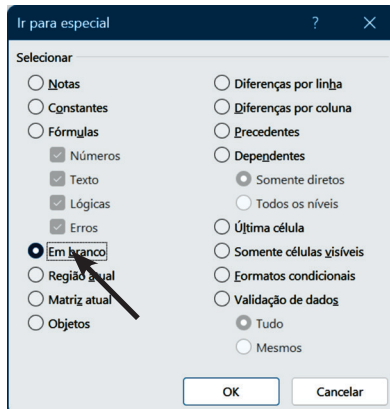 Ir para especial ? ×
Selecionar
Notas
Constantes
Fórmulas
Números
Texto
Lógicas
Erros
Em branco
Região atual
Matriz atual
Objetos
Diferenças por linha
Diferenças por coluna
Precedentes
Dependentes
Somente diretos
Todos os níveis
Última célula
Somente células visíveis
Formatos condicionais
Validação de dados
Tudo
Mesmos
OK Cancelar